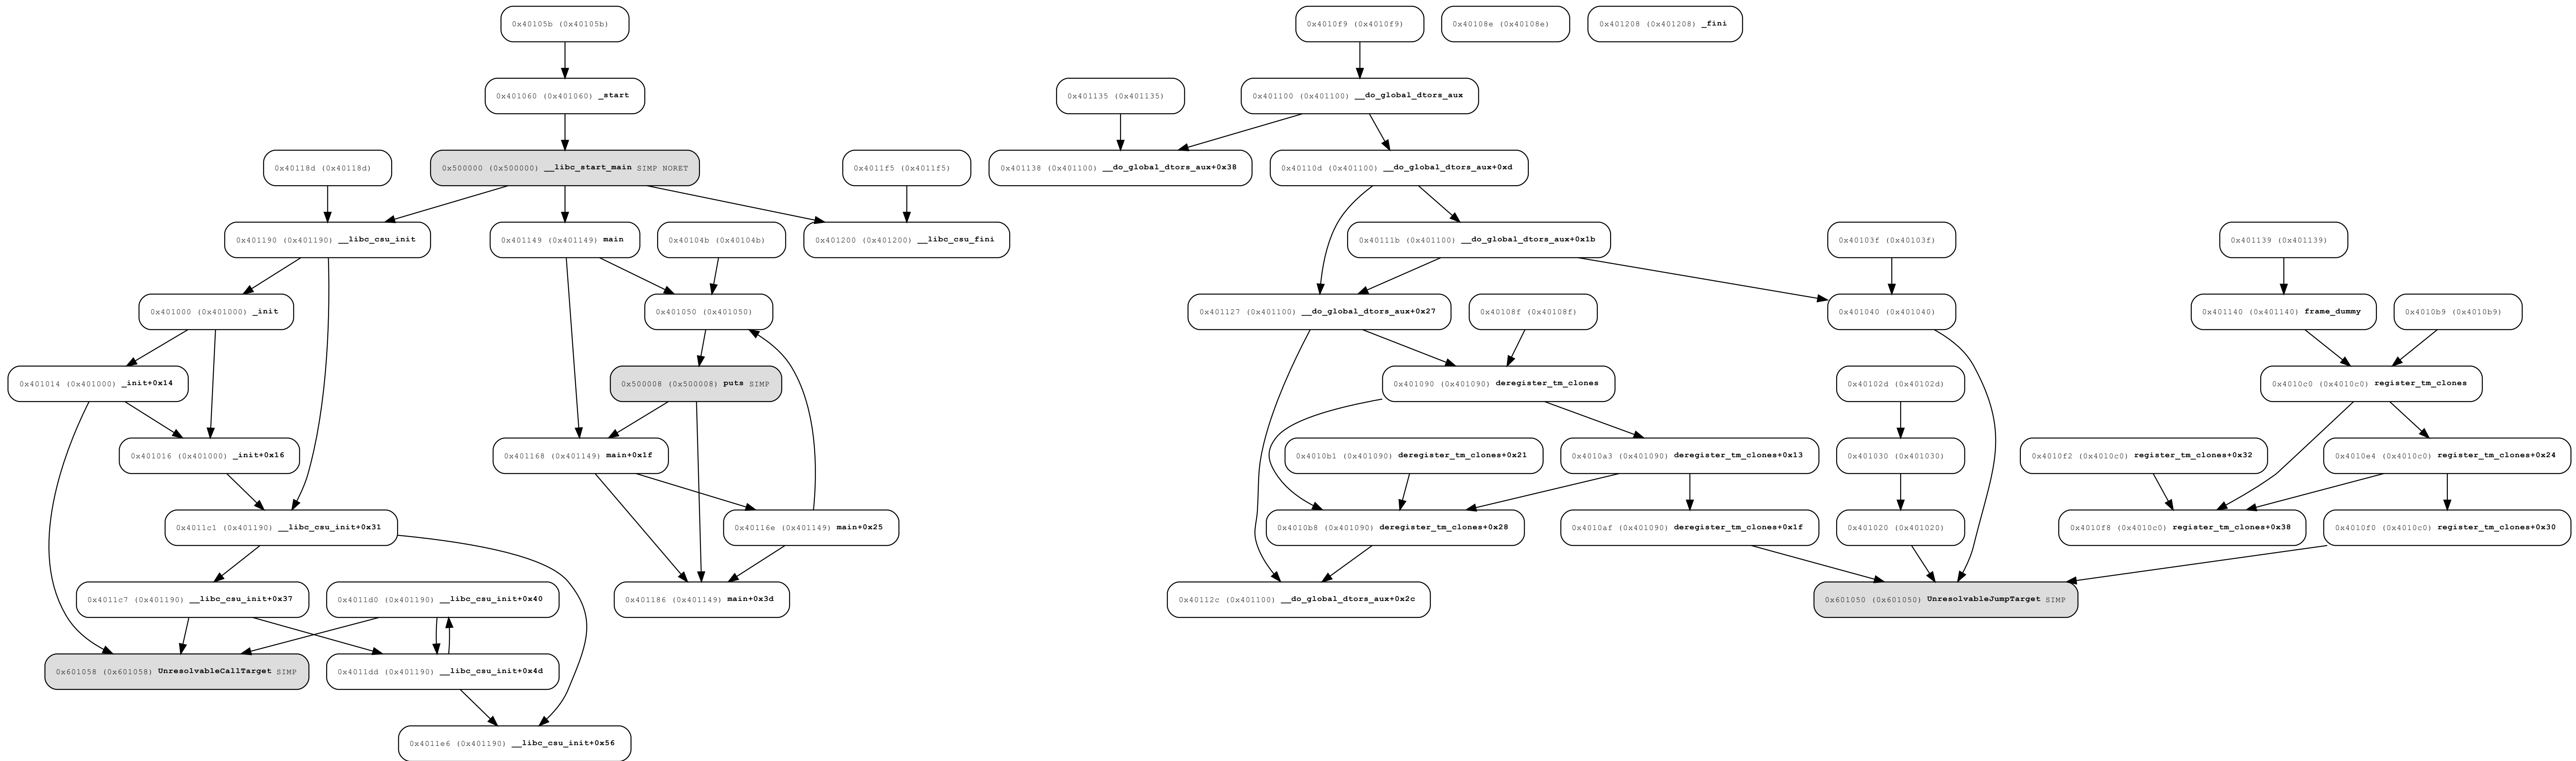 0x40105b (0x40105b)
0x4010f9 (0x4010f9)
0x40108e (0x40108e)
0x401208 (0x401208) _fini
0x401060 (0x401060) _start
0x401135 (0x401135)
0x401100 (0x401100) __do_global_dtors_aux
0x40118d (0x40118d)
0x500000 (0x500000) __libc_start_main SIMP NORET
0x4011f5 (0x4011f5)
0x401138 (0x401100) __do_global_dtors_aux+0x38
0x40110d (0x401100) __do_global_dtors_aux+0xd
0x401190 (0x401190) __libc_csu_init
0x401149 (0x401149) main
0x40104b (0x40104b)
0x401200 (0x401200) __libc_csu_fini
0x40111b (0x401100) __do_global_dtors_aux+0x1b
0x40103f (0x40103f)
0x401139 (0x401139)
0x401000 (0x401000) _init
0x401050 (0x401050)
0x401127 (0x401100) __do_global_dtors_aux+0x27
0x40108f (0x40108f)
0x401040 (0x401040)
0x401140 (0x401140) frame_dummy
0x4010b9 (0x4010b9)
0x401014 (0x401000) _init+0x14
0x500008 (0x500008) puts SIMP
0x401090 (0x401090) deregister_tm_clones
0x40102d (0x40102d)
0x4010c0 (0x4010c0) register_tm_clones
0x401016 (0x401000) _init+0x16
0x401168 (0x401149) main+0x1f
0x4010b1 (0x401090) deregister_tm_clones+0x21
0x4010a3 (0x401090) deregister_tm_clones+0x13
0x401030 (0x401030)
0x4010f2 (0x4010c0) register_tm_clones+0x32
0x4010e4 (0x4010c0) register_tm_clones+0x24
0x4011c1 (0x401190) __libc_csu_init+0x31
0x40116e (0x401149) main+0x25
0x4010b8 (0x401090) deregister_tm_clones+0x28
0x4010af (0x401090) deregister_tm_clones+0x1f
0x401020 (0x401020)
0x4010f8 (0x4010c0) register_tm_clones+0x38
0x4010f0 (0x4010c0) register_tm_clones+0x30
0x4011c7 (0x401190) __libc_csu_init+0x37
0x4011d0 (0x401190) __libc_csu_init+0x40
0x401186 (0x401149) main+0x3d
0x40112c (0x401100) __do_global_dtors_aux+0x2c
0x601050 (0x601050) UnresolvableJumpTarget SIMP
0x601058 (0x601058) UnresolvableCallTarget SIMP
0x4011dd (0x401190) __libc_csu_init+0x4d
0x4011e6 (0x401190) __libc_csu_init+0x56